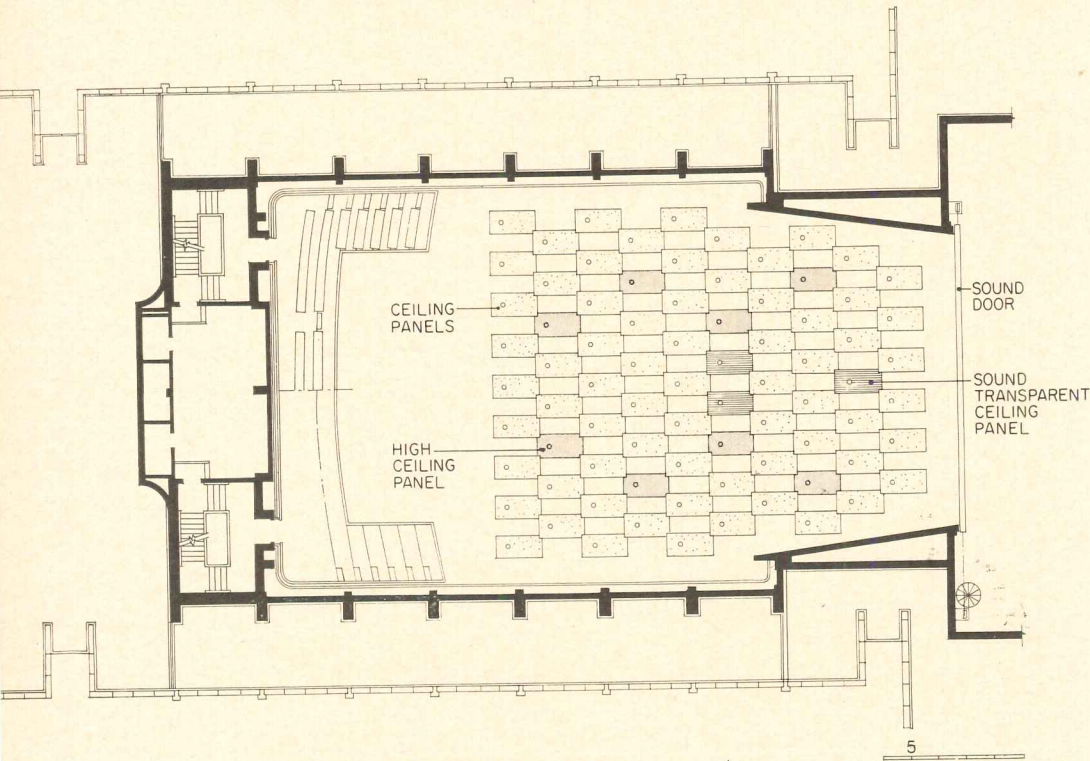 CEILING
PANELS
HIGH
CEILING
PANEL
SOUND
DOOR
SOUND
TRANSPARENT
CEILING
PANEL
5